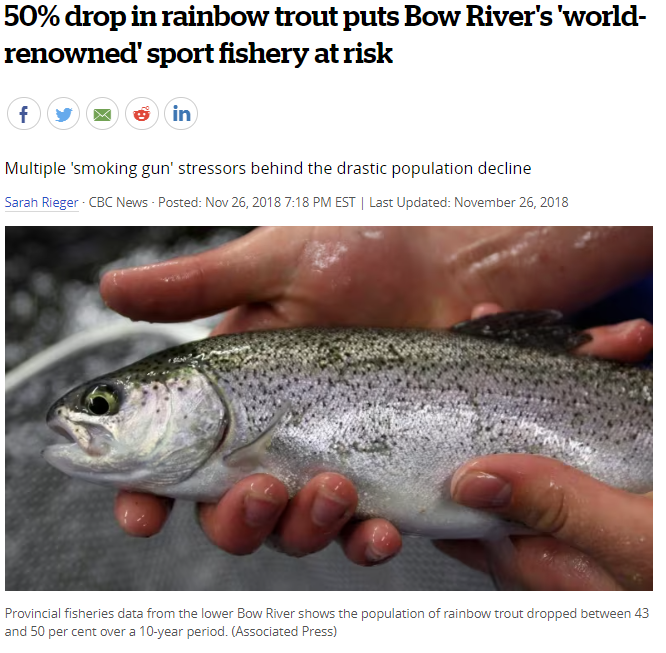 50% drop in rainbow trout puts Bow River's 'world-
renowned' sport fishery at risk
f
in
Multiple 'smoking gun' stressors behind the drastic population decline
Sarah Rieger · CBC News · Posted: Nov 26, 2018 7:18 PM EST | Last Updated: November 26, 2018
Provincial fisheries data from the lower Bow River shows the population of rainbow trout dropped between 43
and 50 per cent over a 10-year period. (Associated Press)